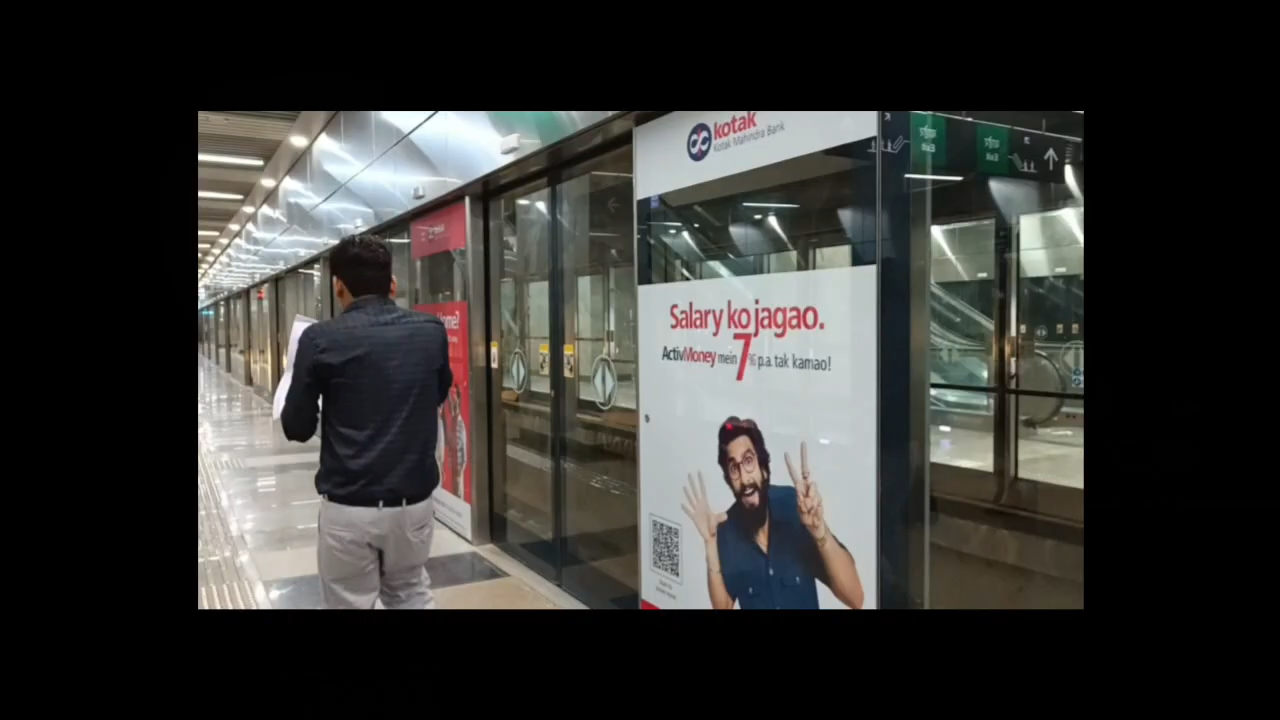 kotak
Kotak Mahindra Bank
Salary ko jagao.
ActivMoney mein 7% p.a. tak kamao!